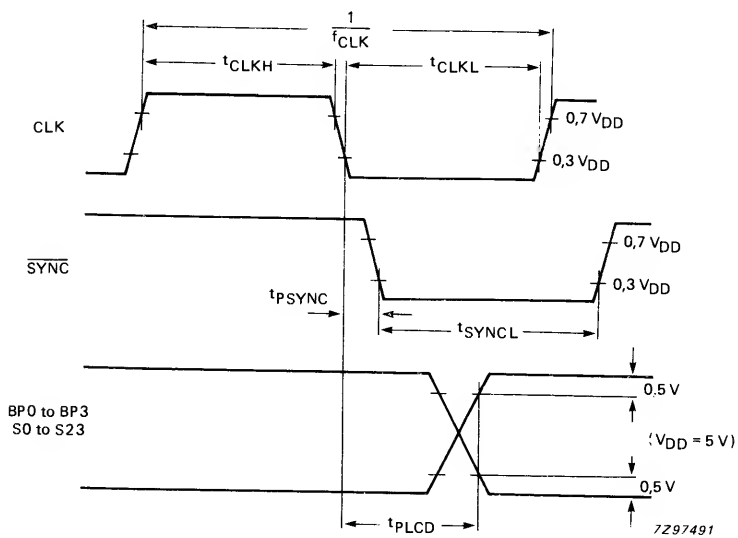 1
fCLK
tCLKH
tCLKL
CLK
0,7 VDD
0,3 VDD
SYNC
0,7 VDD
0,3 VDD
tPSYNC
tSYNCL
BP0 to BP3
S0 to S23
0,5 V
(VDD = 5 V)
0,5 V
tPLCD
7Z97491